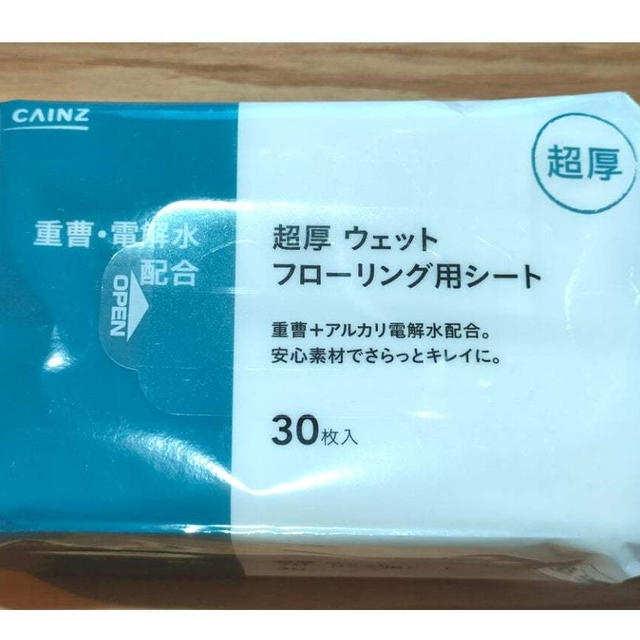 CAINZ
超厚
重曹・電解水
配合
OPEN
超厚 ウェット
フローリング用シート
重曹+アルカリ電解水配合。
安心素材でさらっとキレイに。
30枚入